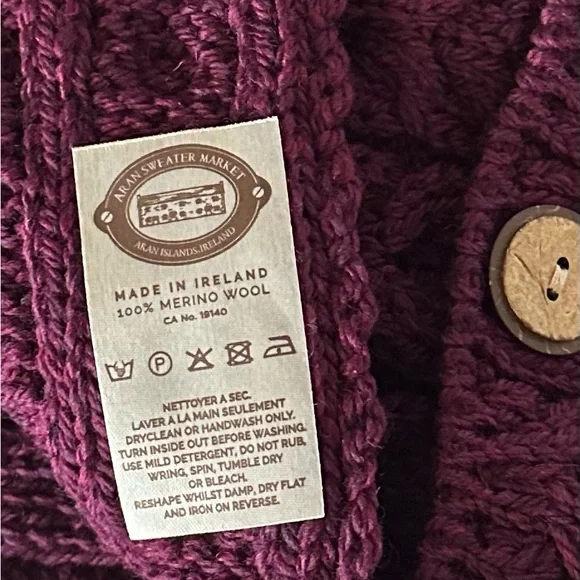 ARAN SWEATER MARKET
ARAN ISLANDS, IRELAND
MADE IN IRELAND
100% MERINO WOOL
CA No. 19140
P
NETTOYER A SEC.
LAVER A LA MAIN SEULEMENT
DRYCLEAN OR HANDWASH ONLY.
TURN INSIDE OUT BEFORE WASHING.
USE MILD DETERGENT, DO NOT RUB,
WRING, SPIN, TUMBLE DRY
OR BLEACH.
RESHAPE WHILST DAMP, DRY FLAT
AND IRON ON REVERSE.